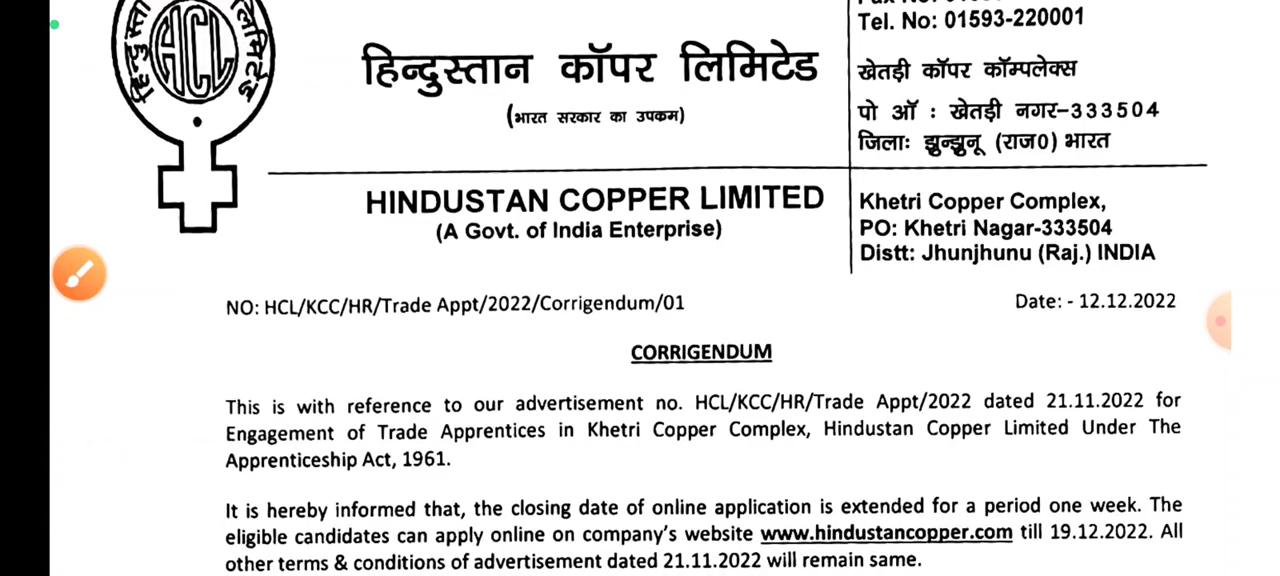 हिन्दुस्तान लिमिटेड
HCL
Tel. No: 01593-220001
हिन्दुस्तान कॉपर लिमिटेड
(भारत सरकार का उपक्रम)
खेतड़ी कॉपर कॉम्पलेक्स
पो ऑ : खेतड़ी नगर-333504
जिलाः झुन्झुनू (राज0) भारत
HINDUSTAN COPPER LIMITED
(A Govt. of India Enterprise)
Khetri Copper Complex,
PO: Khetri Nagar-333504
Distt: Jhunjhunu (Raj.) INDIA
NO: HCL/KCC/HR/Trade Appt/2022/Corrigendum/01
Date: - 12.12.2022
CORRIGENDUM
This is with reference to our advertisement no. HCL/KCC/HR/Trade Appt/2022 dated 21.11.2022 for
Engagement of Trade Apprentices in Khetri Copper Complex, Hindustan Copper Limited Under The
Apprenticeship Act, 1961.
It is hereby informed that, the closing date of online application is extended for a period one week. The
eligible candidates can apply online on company's website www.hindustancopper.com till 19.12.2022. All
other terms & conditions of advertisement dated 21.11.2022 will remain same.